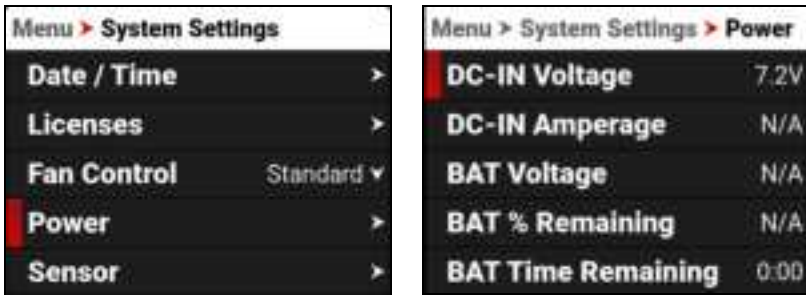 Menu > System Settings
Date / Time >
Licenses >
Fan Control Standard ˅
Power >
Sensor >
Menu > System Settings > Power
DC-IN Voltage 7.2V
DC-IN Amperage N/A
BAT Voltage N/A
BAT % Remaining N/A
BAT Time Remaining 0:00